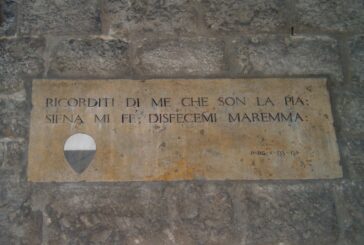 RICORDITI DI ME CHE SON LA PIA:
SIENA MI FE; DISFECEMI MAREMMA: